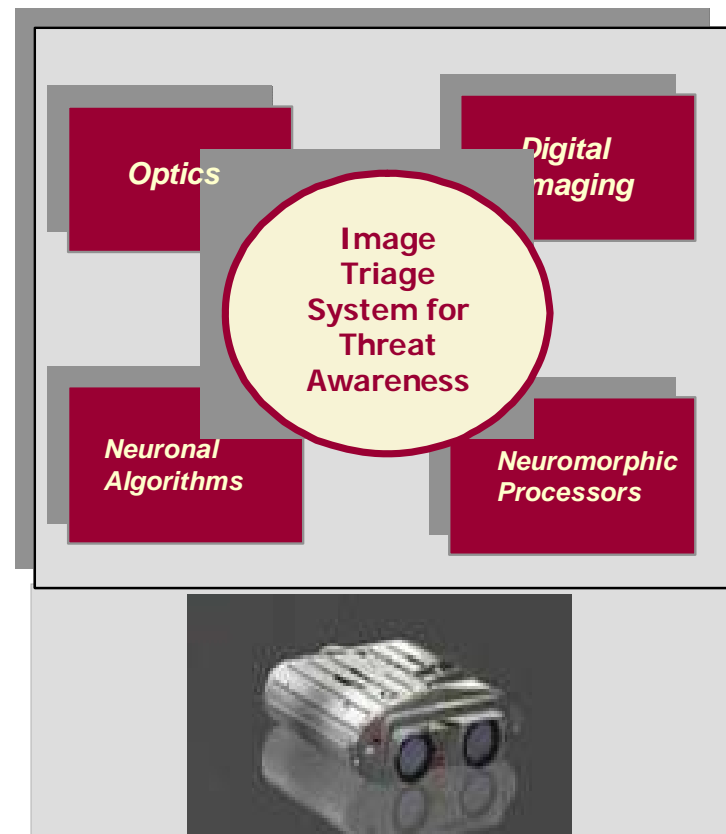 Optics
Digital
maging
Image
Triage
System for
Threat
Awareness
Neuronal
Algorithms
Neuromorphic
Processors